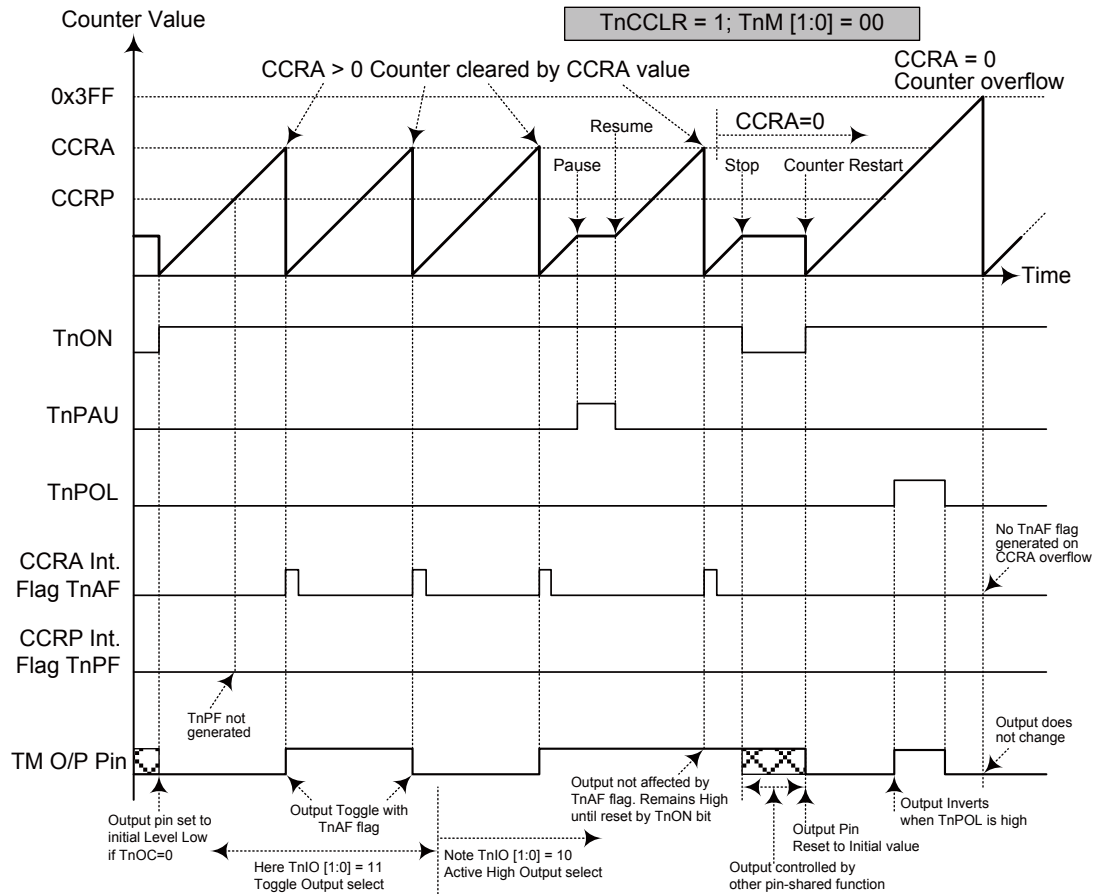 Counter Value
TnCCLR = 1; TnM [1:0] = 00
CCRA > 0 Counter cleared by CCRA value
CCRA = 0
Counter overflow
0x3FF
CCRA
CCRP
Pause
Resume
CCRA=0
Stop
Counter Restart
Time
TnON
TnPAU
TnPOL
CCRA Int.
Flag TnAF
No TnAF flag
generated on
CCRA overflow
CCRP Int.
Flag TnPF
TnPF not
generated
TM O/P Pin
Output does
not change
Output pin set to
initial Level Low
if TnOC=0
Output Toggle with
TnAF flag
Here TnIO [1:0] = 11
Toggle Output select
Note TnIO [1:0] = 10
Active High Output select
Output not affected by
TnAF flag. Remains High
until reset by TnON bit
Output controlled by
other pin-shared function
Output Pin
Reset to Initial value
Output Inverts
when TnPOL is high